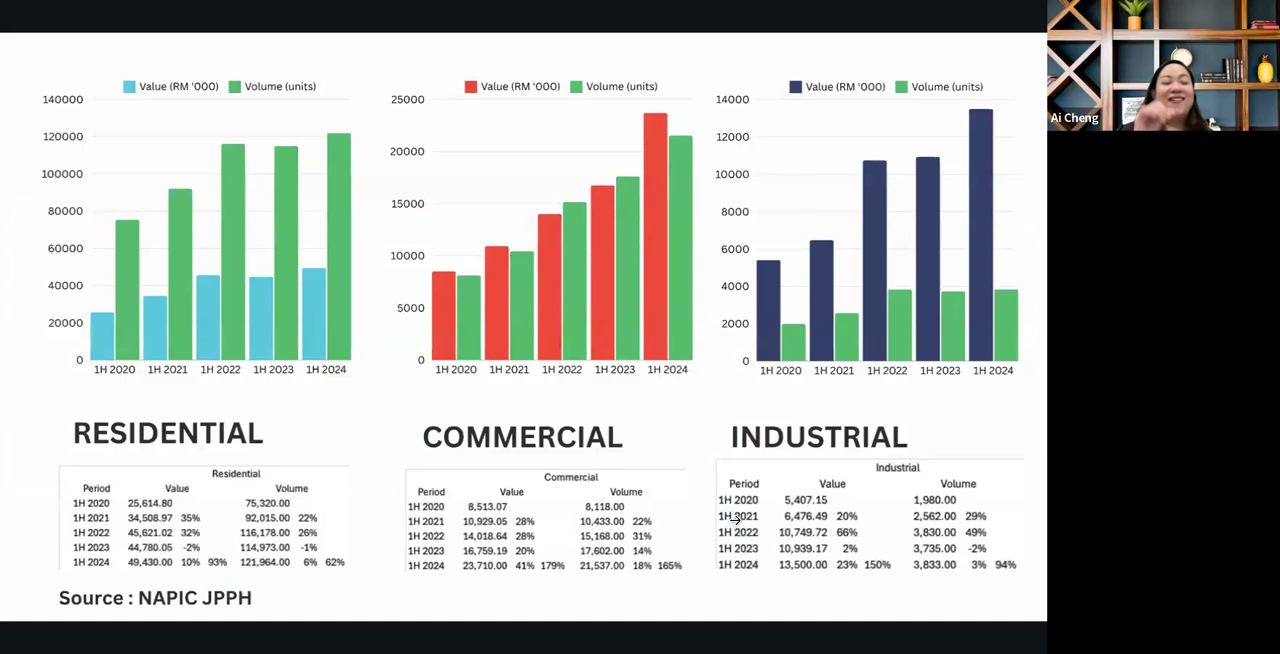 Value (RM '000) Volume (units)
140000
120000
100000
80000
60000
40000
20000
0
1H 2020 1H 2021 1H 2022 1H 2023 1H 2024
Value (RM '000) Volume (units)
25000
20000
15000
10000
5000
0
1H 2020 1H 2021 1H 2022 1H 2023 1H 2024
Value (RM '000) Volume (units)
14000
12000
10000
8000
6000
4000
2000
0
1H 2020 1H 2021 1H 2022 1H 2023 1H 2024
Ai Cheng
RESIDENTIAL
Residential
Period Value Volume
1H 2020 25,614.80 75,320.00
1H 2021 34,508.97 35% 92,015.00 22%
1H 2022 45,621.02 32% 116,178.00 26%
1H 2023 44,780.05 -2% 114,973.00 -1%
1H 2024 49,430.00 10% 93% 121,964.00 6% 62%
COMMERCIAL
Commercial
Period Value Volume
1H 2020 8,513.07 8,118.00
1H 2021 10,929.05 28% 10,433.00 22%
1H 2022 14,018.64 28% 15,168.00 31%
1H 2023 16,759.19 20% 17,602.00 14%
1H 2024 23,710.00 41% 179% 21,537.00 18% 165%
INDUSTRIAL
Industrial
Period Value Volume
1H 2020 5,407.15 1,980.00
1H 2021 6,476.49 20% 2,562.00 29%
1H 2022 10,749.72 66% 3,830.00 49%
1H 2023 10,939.17 2% 3,735.00 -2%
1H 2024 13,500.00 23% 150% 3,833.00 3% 94%
Source : NAPIC JPPH